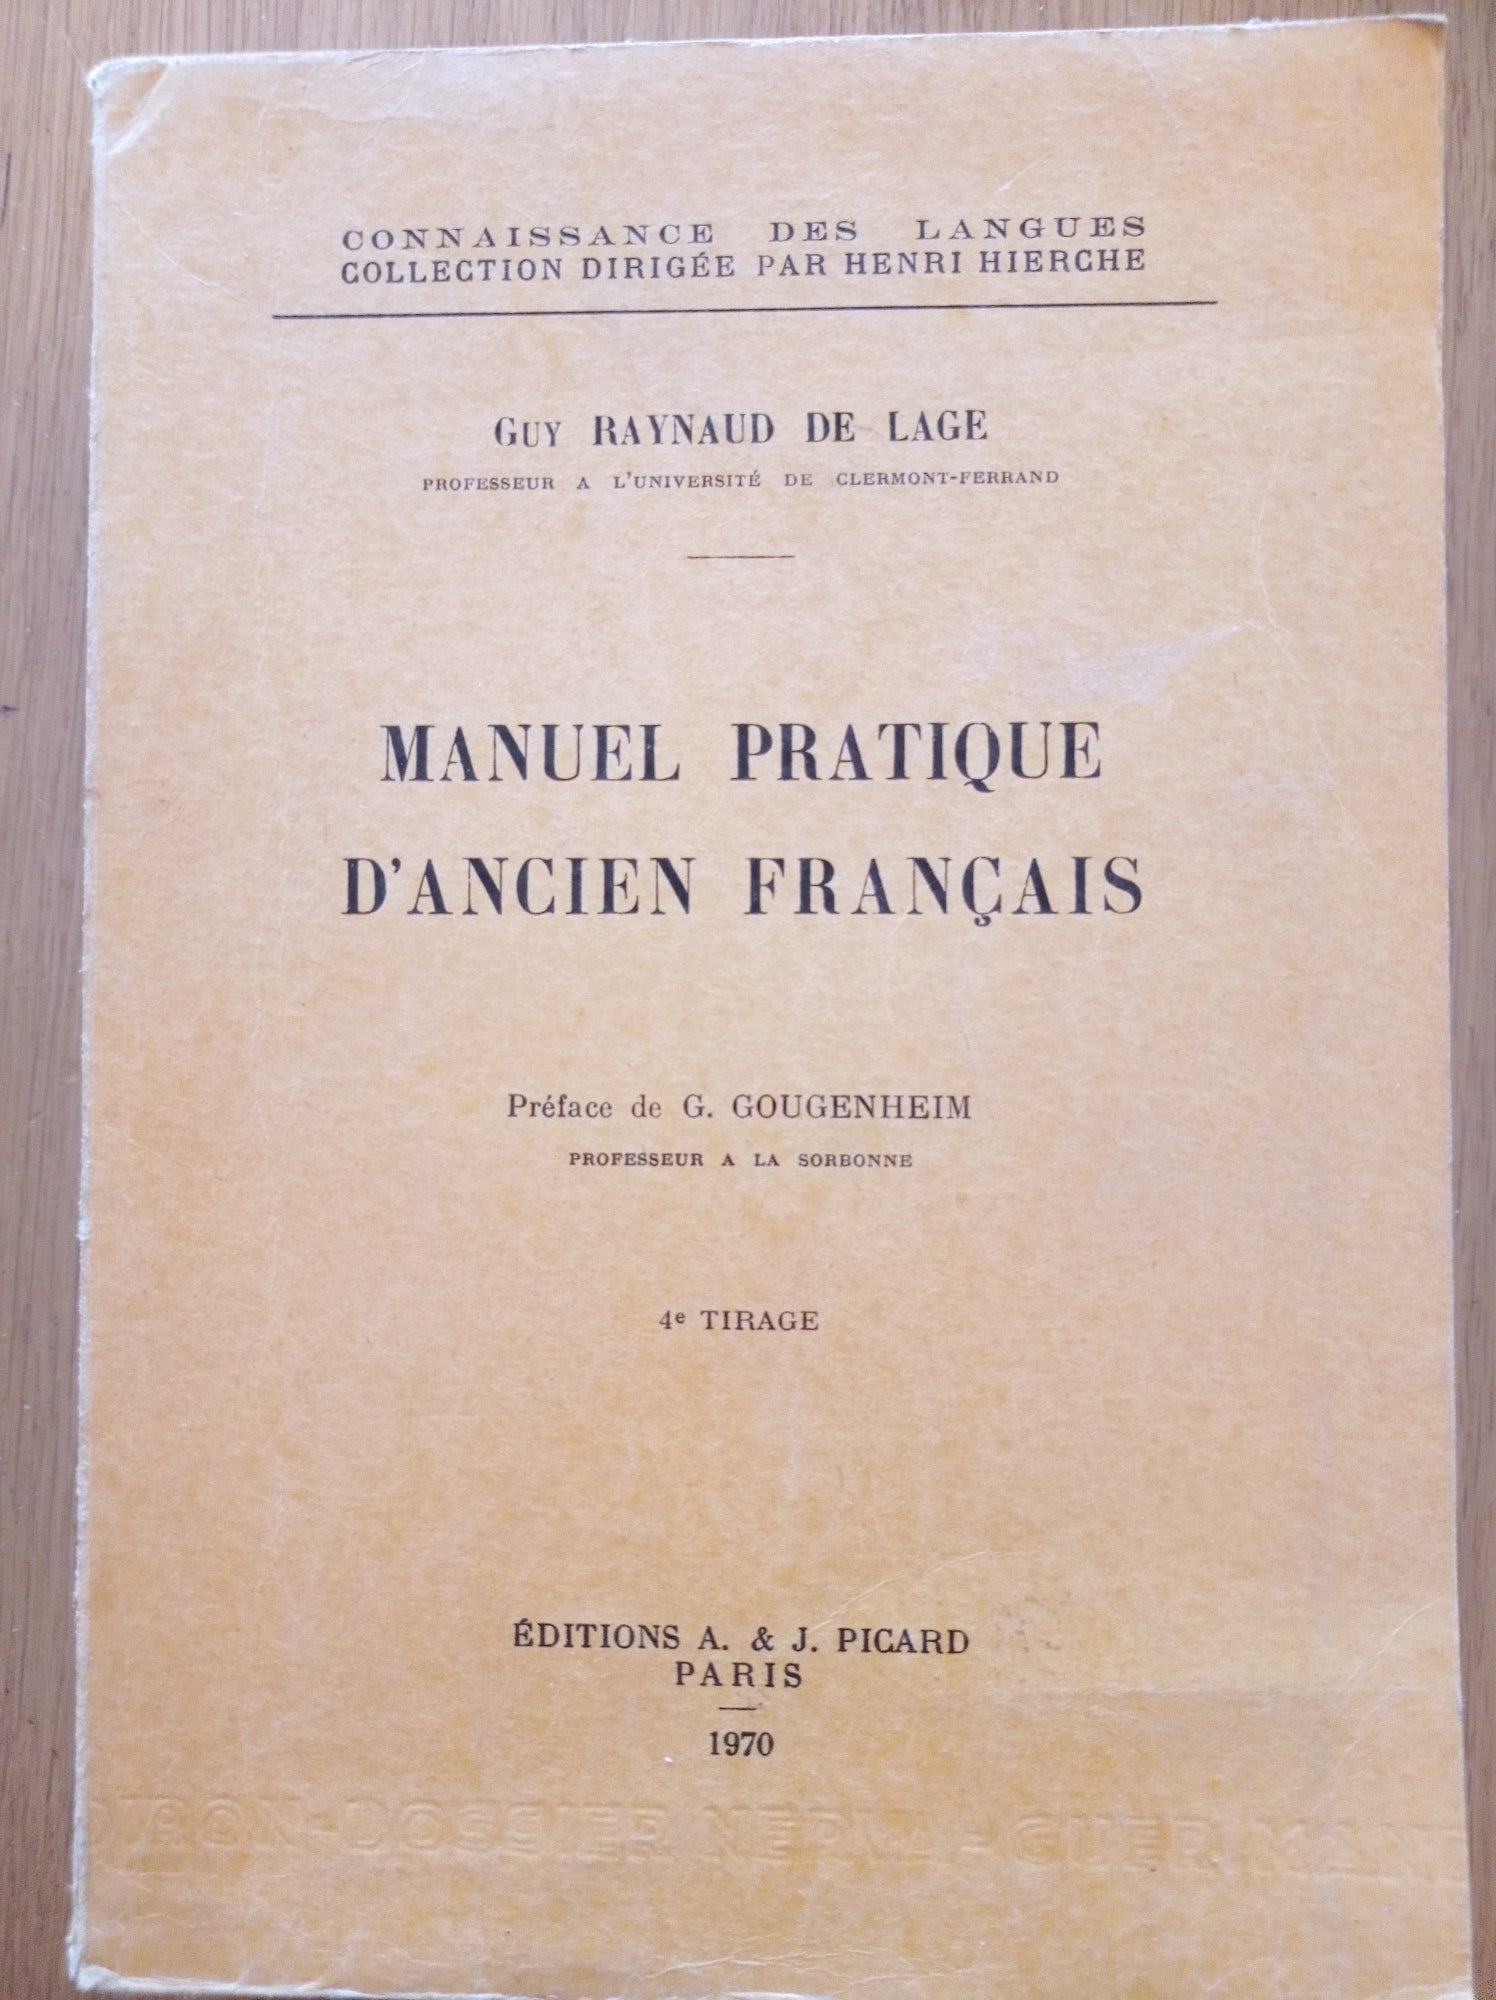 CONNAISSANCE DES LANGUES
COLLECTION DIRIGÉE PAR HENRI HIERCHE
GUY RAYNAUD DE LAGE
PROFESSEUR A L'UNIVERSITÉ DE CLERMONT-FERRAND
MANUEL PRATIQUE
D'ANCIEN FRANÇAIS
Préface de G. GOUGENHEIM
PROFESSEUR A LA SORBONNE
4e TIRAGE
ÉDITIONS A. & J. PICARD
PARIS
1970